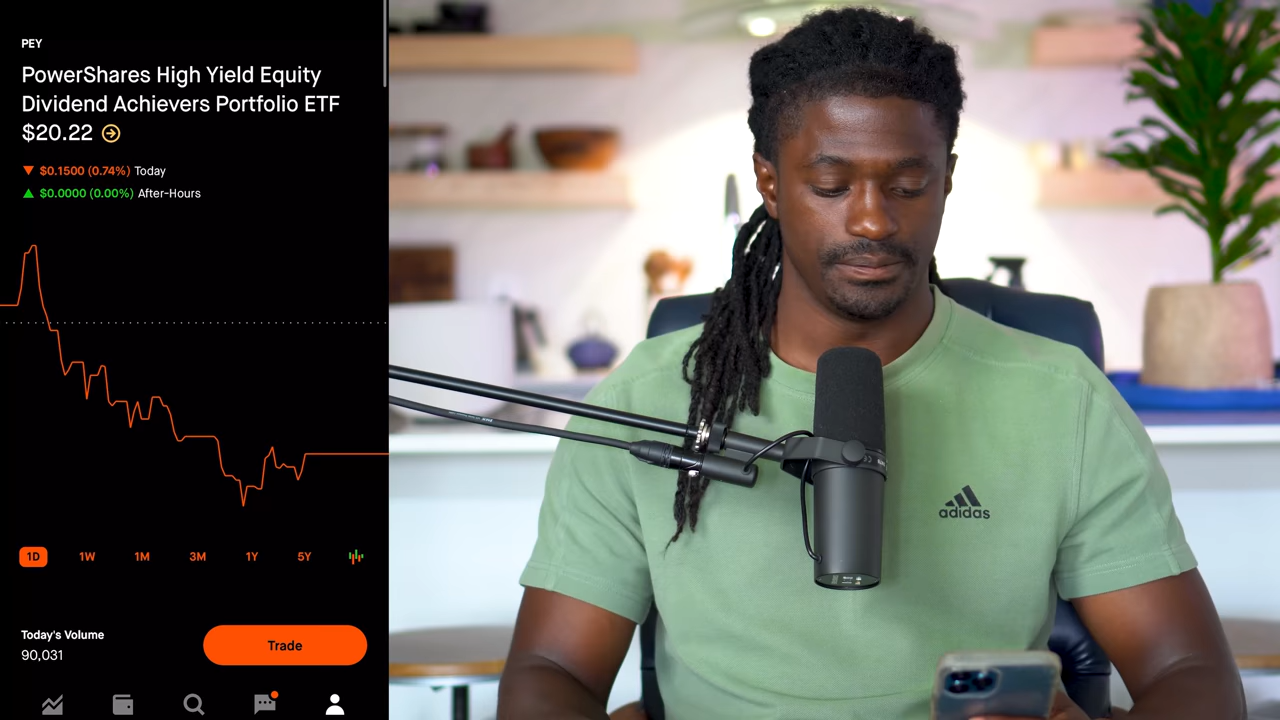 PEY
PowerShares High Yield Equity
Dividend Achievers Portfolio ETF
$20.22
$0.1500 (0.74%) Today
$0.0000 (0.00%) After-Hours
1D 1W 1M 3M 1Y 5Y
Today's Volume
90,031
Trade
adidas